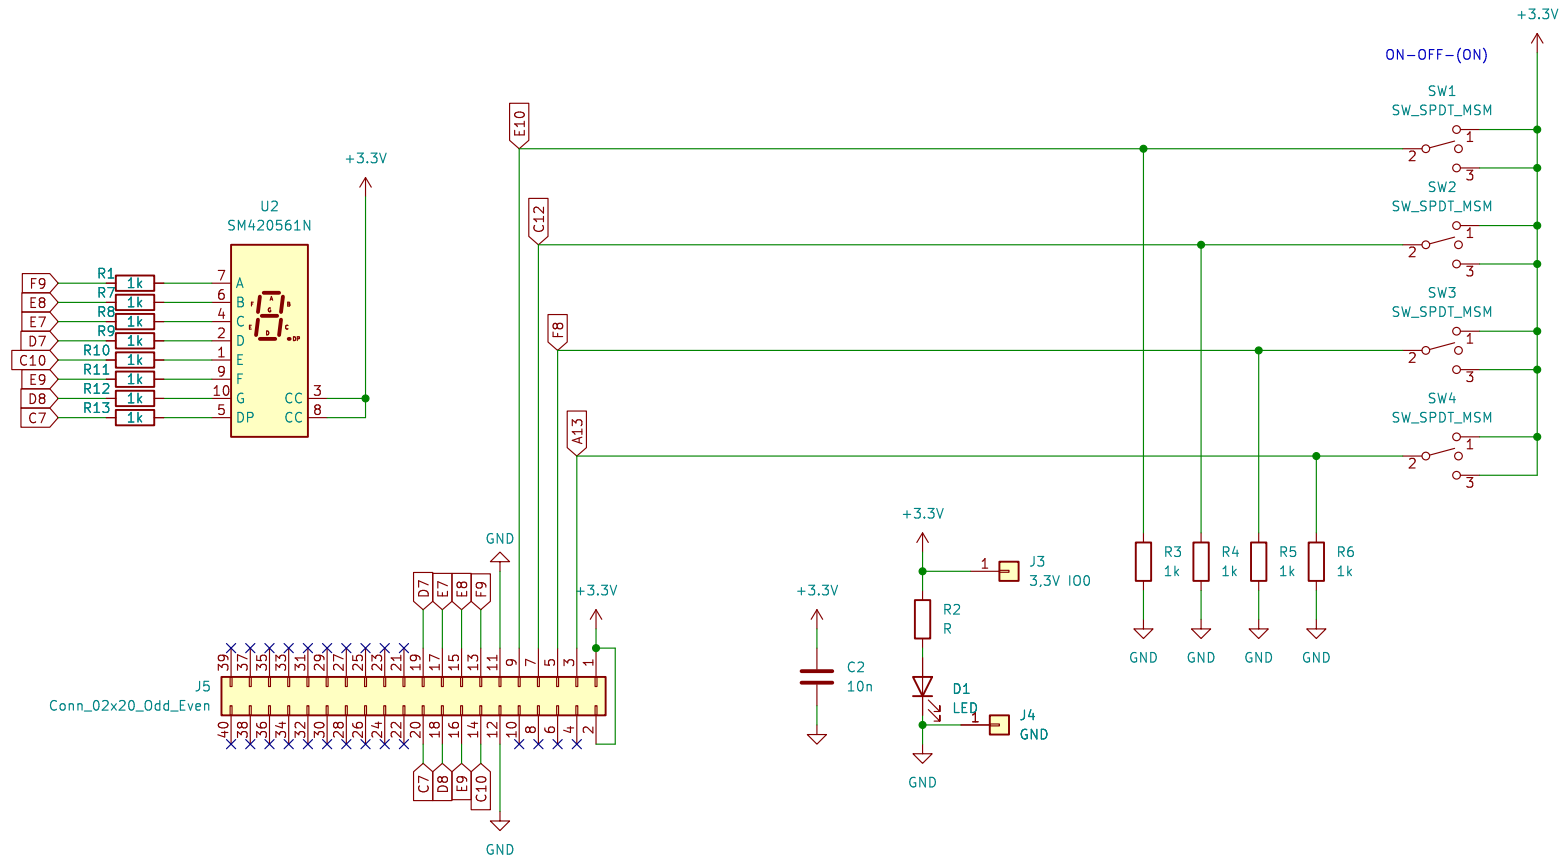 +3.3V
ON-OFF-(ON)
SW1
SW_SPDT_MSM
1
2
3
E10
+3.3V
SW2
SW_SPDT_MSM
1
2
3
C12
U2
SM420561N
F9
R1
1k
7
A
E8
R7
1k
6
B
E7
R8
1k
4
C
D7
R9
1k
2
D
C10
R10
1k
1
E
E9
R11
1k
9
F
D8
R12
1k
10
G
CC
3
C7
R13
1k
5
DP
CC
8
A
F
B
G
E
C
D
DP
SW3
SW_SPDT_MSM
1
2
3
F8
SW4
SW_SPDT_MSM
1
2
3
A13
+3.3V
GND
1
J3
3,3V IO0
R3
1k
R4
1k
R5
1k
R6
1k
D7
E7
E8
F9
+3.3V
+3.3V
R2
R
GND
GND
GND
GND
39
37
35
33
31
29
27
25
23
21
19
17
15
13
11
9
7
5
3
1
J5
Conn_02x20_Odd_Even
C2
10n
D1
LED
1
J4
GND
40
38
36
34
32
30
28
26
24
22
20
18
16
14
12
10
8
6
4
2
C7
D8
E9
C10
GND
GND